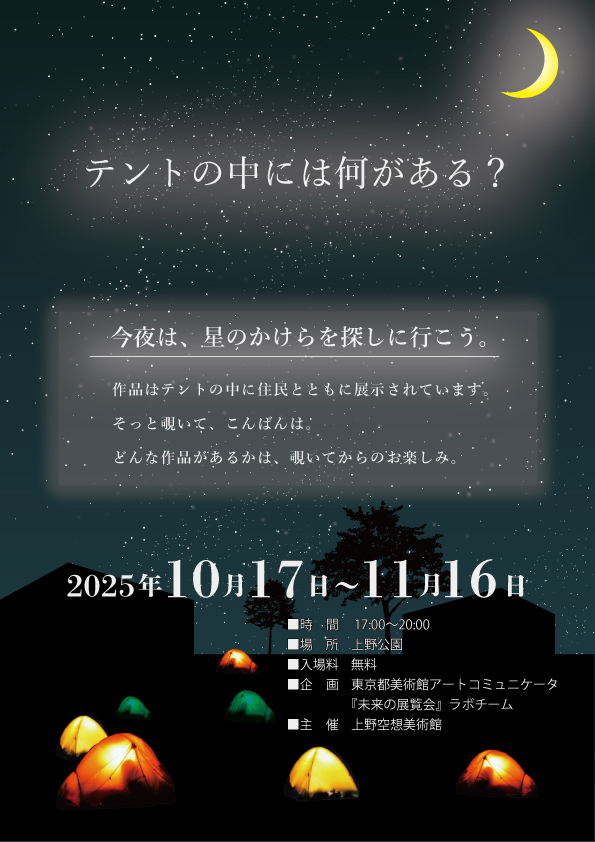 テントの中には何がある？
今夜は、星のかけらを探しに行こう。
作品はテントの中に住民とともに展示されています。
そっと覗いて、こんばんは。
どんな作品があるかは、覗いてからのお楽しみ。
2025年10月17日～11月16日
■時・間　17:00～20:00
■場　所　上野公園
■入場料　無料
■企　画　東京都美術館アートコミュニケータ
『未来の展覧会』ラボチーム
■主　催　上野空想美術館